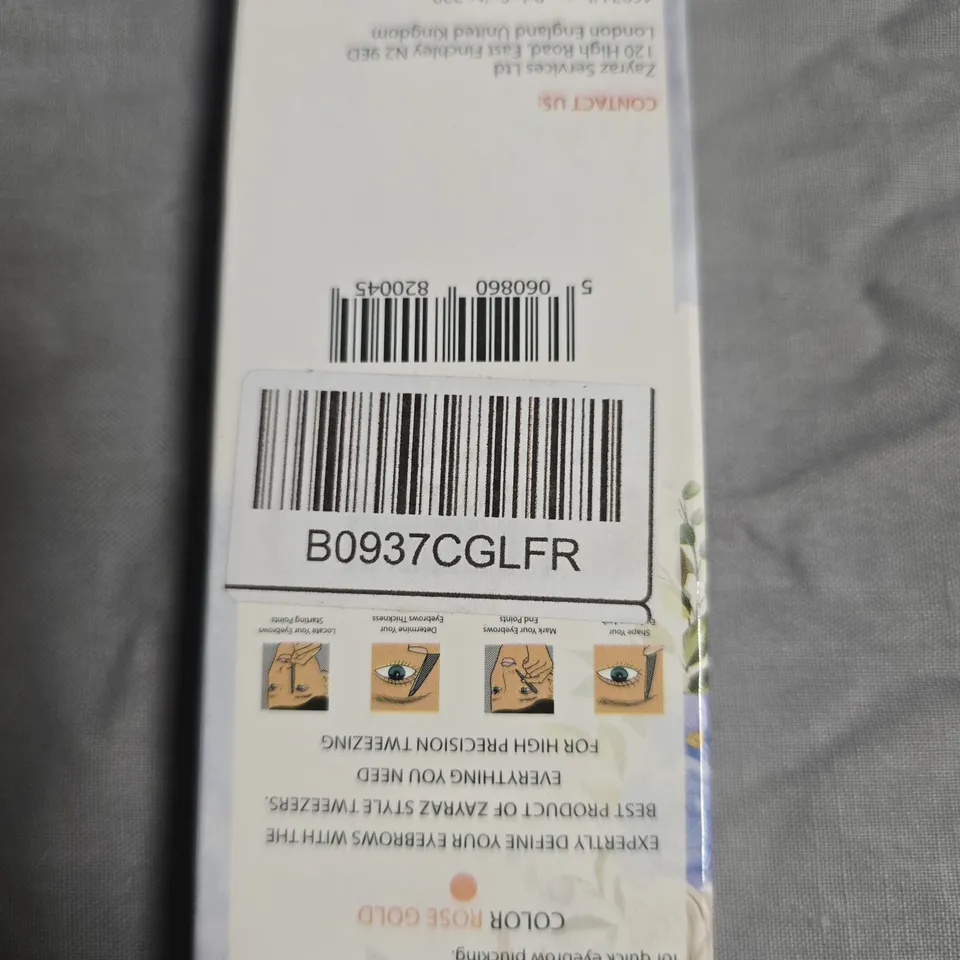 for quick eyebrow plucking.
COLOR ROSE GOLD
EXPERTLY DEFINE YOUR EYEBROWS WITH THE
BEST PRODUCT OF ZAYRAZ STYLE TWEEZERS.
EVERYTHING YOU NEED
FOR HIGH PRECISION TWEEZING
Shape Your
Mark Your Eyebrows
End Points
Determine Your
Eyebrows Thickness
Locate Your Eyebrows
Starting Points
B0937CGLFR
5 060860 820045
CONTACT US:
Zayraz Services Ltd
120 High Road, East Finchley N2 9ED
London England United Kingdom